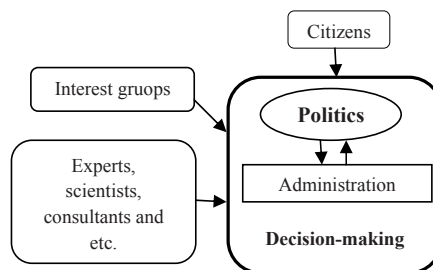 Citizens
Interest gruops
Politics
Experts,
scientists,
consultants and
etc.
Administration
Decision-making